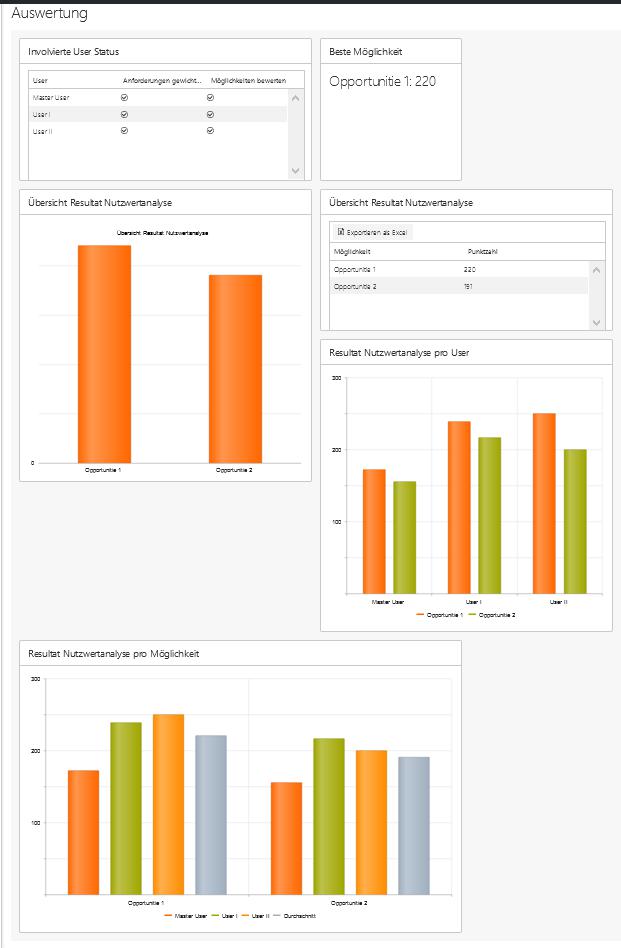 Auswertung
Involvierte User Status
User Anforderungen gewicht... Möglichkeiten bewerten
Master User
User I
User II
Beste Möglichkeit
Opportunitie 1: 220
Übersicht Resultat Nutzwertanalyse
Übersicht Resultat Nutzwertanalyse
0
Opportunitie 1 Opportunitie 2
Übersicht Resultat Nutzwertanalyse
Exportieren als Excel
Möglichkeit Punktzahl
Opportunitie 1 220
Opportunitie 2 191
Resultat Nutzwertanalyse pro User
300
200
100
Master User User I User II
Opportunitie 1 Opportunitie 2
Resultat Nutzwertanalyse pro Möglichkeit
300
200
100
Opportunitie 1 Opportunitie 2
Master User User I User II Durchschnitt